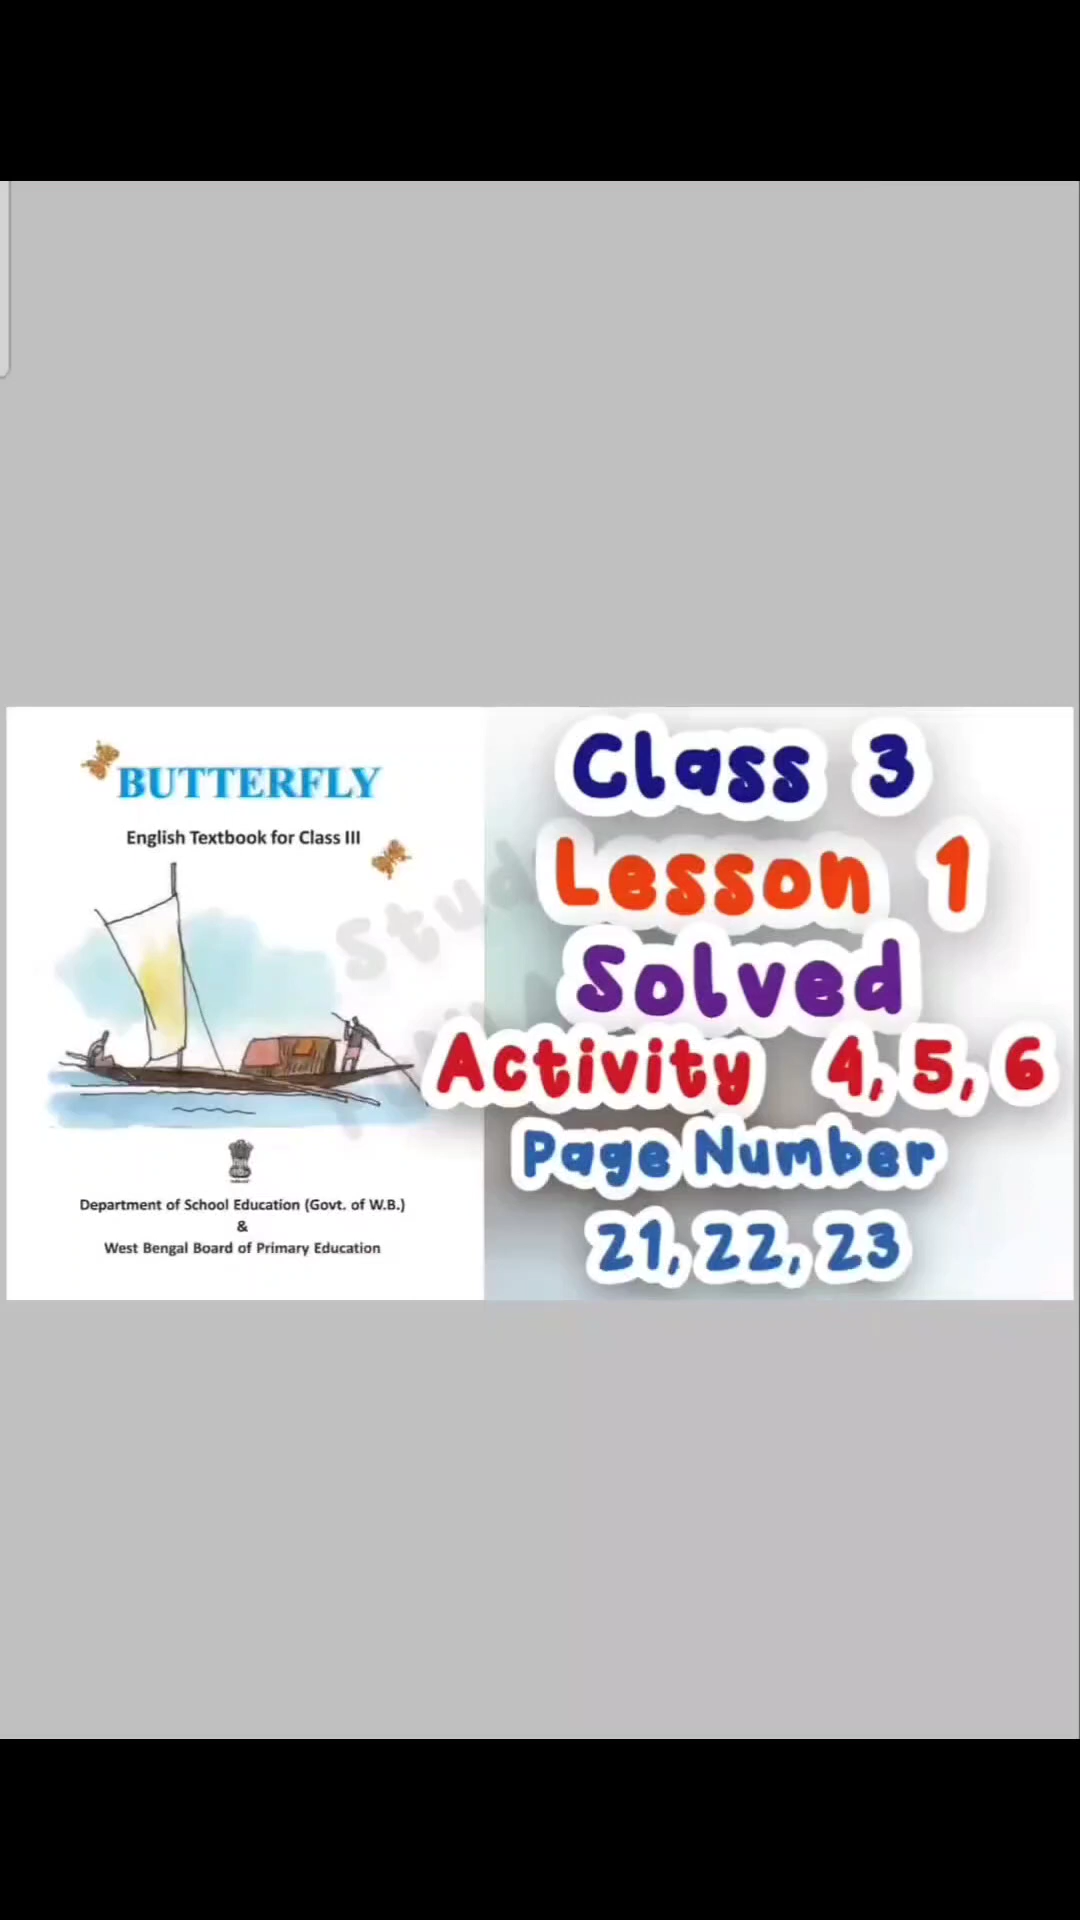 BUTTERFLY
English Textbook for Class III
Department of School Education (Govt. of W.B.)
&
West Bengal Board of Primary Education
Class 3
Lesson 1
Solved
Activity 4, 5, 6
Page Number
21, 22, 23